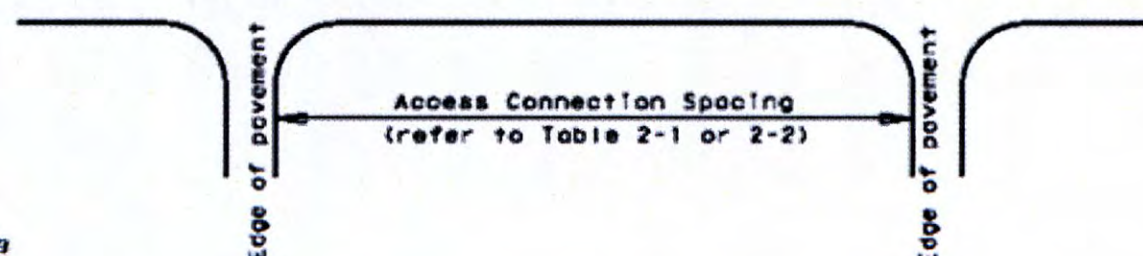 Edge of pavement
Access Connection Spacing
(refer to Table 2-1 or 2-2)
Edge of pavement